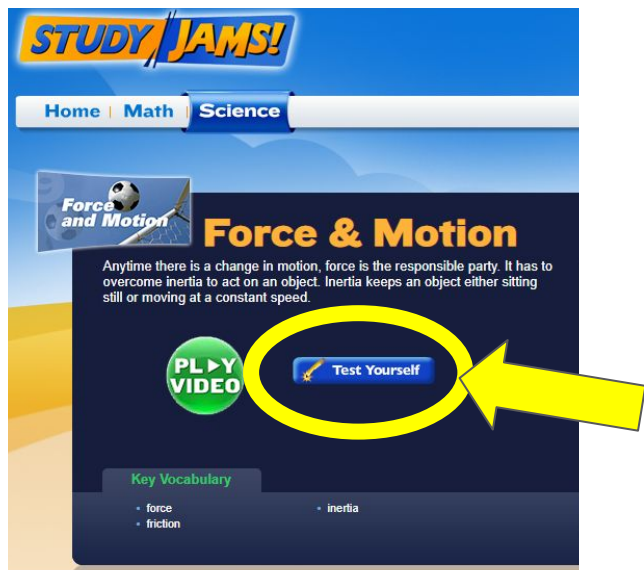 STUDY JAMS!
Home | Math | Science
Force
and Motion
Force & Motion
Anytime there is a change in motion, force is the responsible party. It has to
overcome inertia to act on an object. Inertia keeps an object either sitting
still or moving at a constant speed.
PLAY
VIDEO
Test Yourself
Key Vocabulary
• force
• inertia
• friction